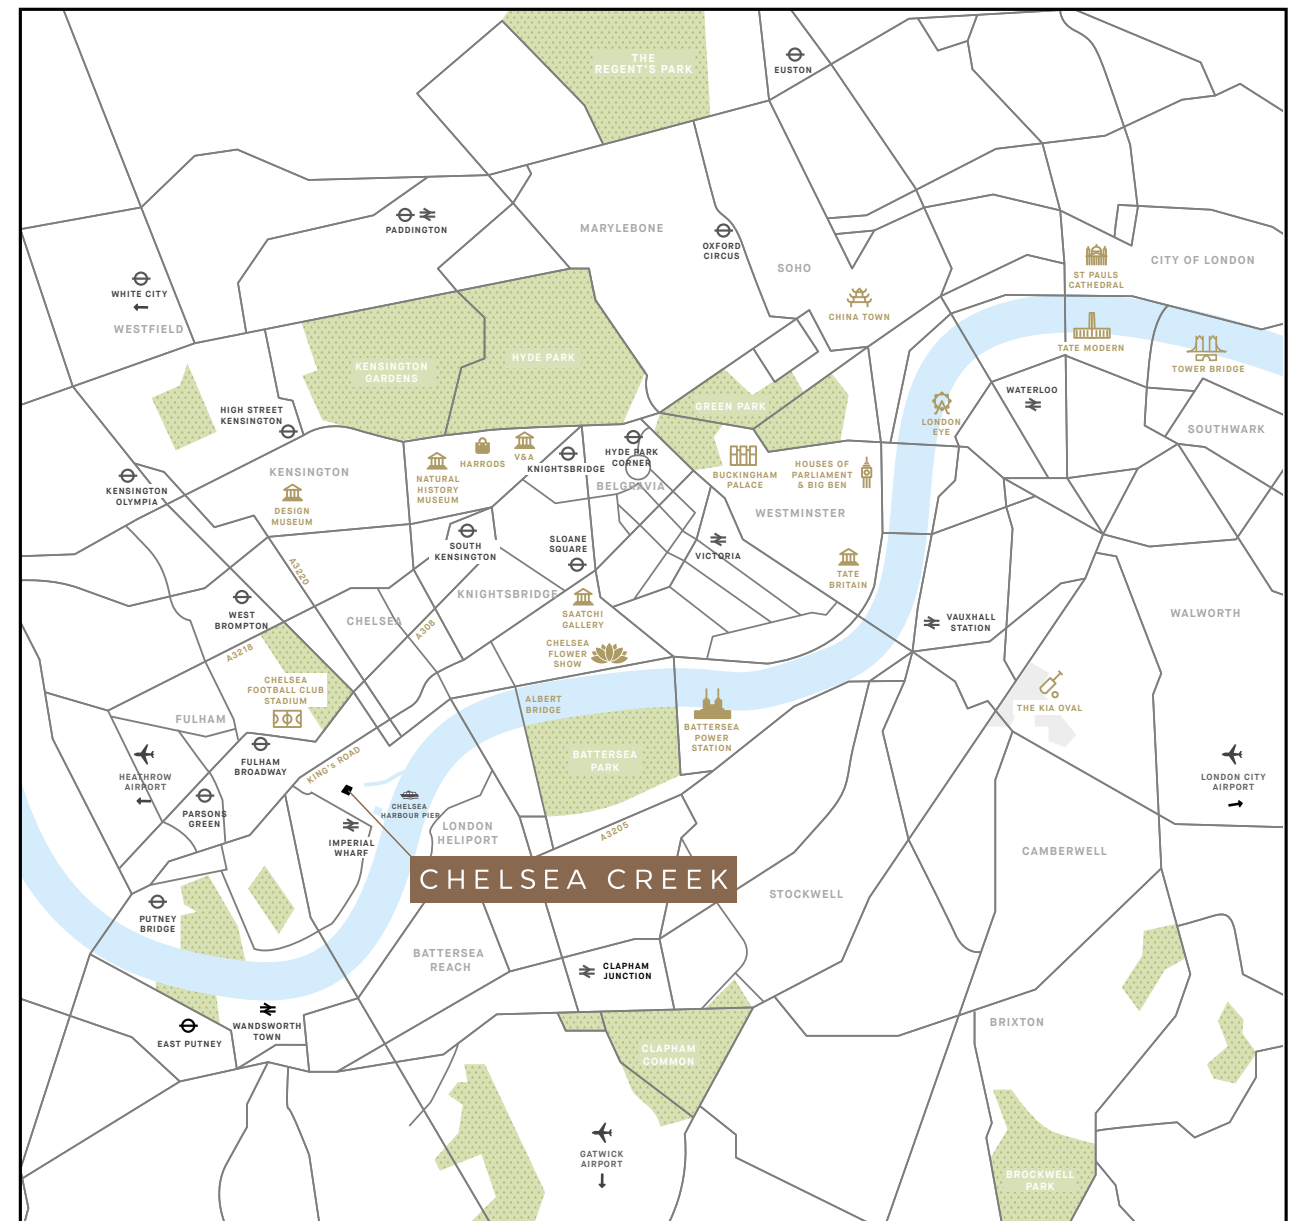 THE
REGENT'S PARK
EUSTON
PADDINGTON
MARYLEBONE
OXFORD
CIRCUS
SOHO
ST PAULS
CATHEDRAL
CITY OF LONDON
WHITE CITY
WESTFIELD
CHINA TOWN
TATE MODERN
TOWER BRIDGE
KENSINGTON
GARDENS
HYDE PARK
HIGH STREET
KENSINGTON
GREEN PARK
WATERLOO
LONDON
EYE
SOUTHWARK
KENSINGTON
OLYMPIA
KENSINGTON
DESIGN
MUSEUM
NATURAL
HISTORY
MUSEUM
HARRODS
V&A
KNIGHTSBRIDGE
HYDE PARK
CORNER
BELGRAVIA
BUCKINGHAM
PALACE
HOUSES OF
PARLIAMENT
& BIG BEN
WESTMINSTER
SOUTH
KENSINGTON
SLOANE
SQUARE
VICTORIA
TATE
BRITAIN
A3220
WEST
BROMPTON
CHELSEA
A308
KNIGHTSBRIDGE
SAATCHI
GALLERY
CHELSEA
FLOWER
SHOW
VAUXHALL
STATION
WALWORTH
A3218
CHELSEA
FOOTBALL CLUB
STADIUM
FULHAM
ALBERT
BRIDGE
BATTERSEA
POWER
STATION
THE KIA OVAL
FULHAM
BROADWAY
KING's ROAD
BATTERSEA
PARK
HEATHROW
AIRPORT
LONDON CITY
AIRPORT
PARSONS
GREEN
CHELSEA
HARBOUR PIER
IMPERIAL
WHARF
LONDON
HELIPORT
A3205
CHELSEA CREEK
CAMBERWELL
STOCKWELL
PUTNEY
BRIDGE
BATTERSEA
REACH
CLAPHAM
JUNCTION
EAST PUTNEY
WANDSWORTH
TOWN
BRIXTON
CLAPHAM
COMMON
GATWICK
AIRPORT
BROCKWELL
PARK